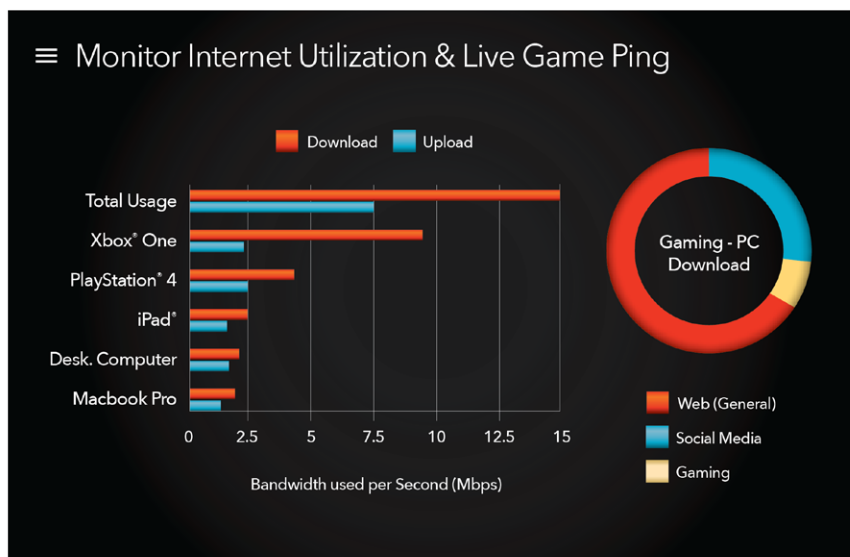 Monitor Internet Utilization & Live Game Ping
Download
Upload
Total Usage
Xbox® One
PlayStation® 4
iPad®
Desk. Computer
Macbook Pro
0 2.5 5 7.5 10 12.5 15
Bandwidth used per Second (Mbps)
Gaming - PC
Download
Web (General)
Social Media
Gaming